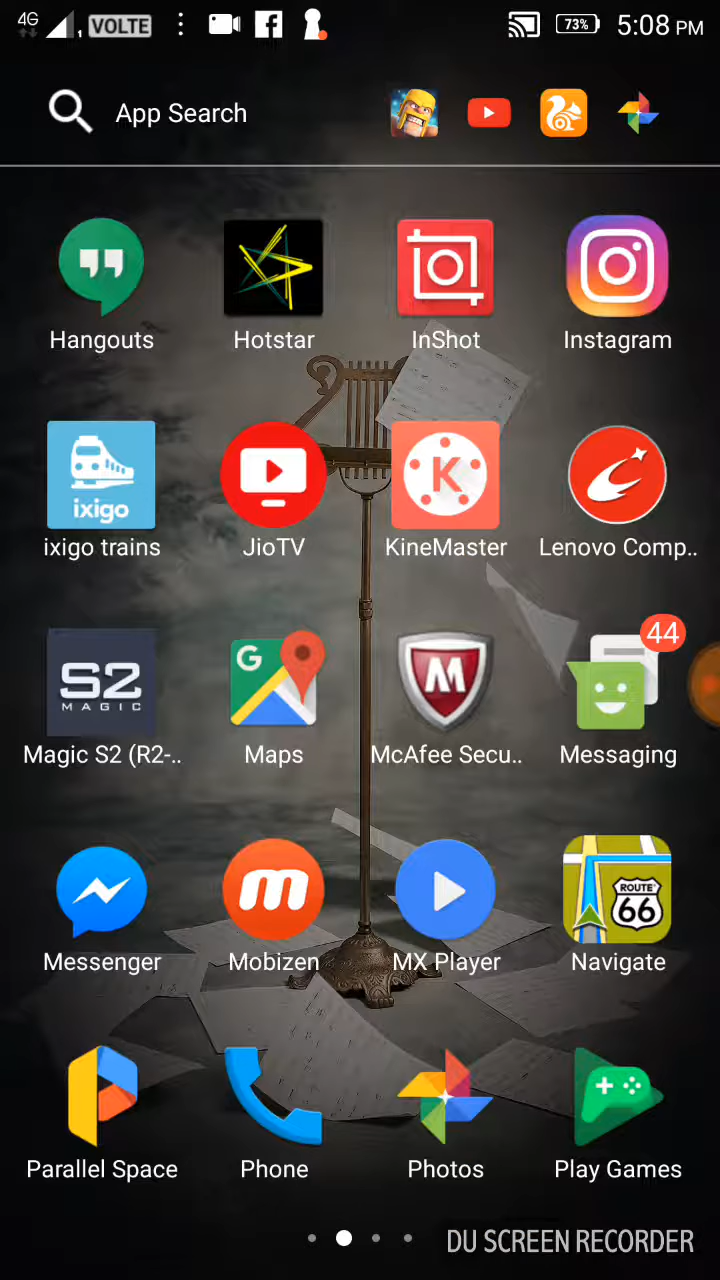 4G 1 VOLTE 73% 5:08 PM
App Search
Hangouts Hotstar InShot Instagram
ixigo
K
ixigo trains JioTV KineMaster Lenovo Comp..
S2
MAGIC
G
M
44
Magic S2 (R2-.. Maps McAfee Secu.. Messaging
m
ROUTE
66
Messenger Mobizen MX Player Navigate
Parallel Space Phone Photos Play Games
DU SCREEN RECORDER